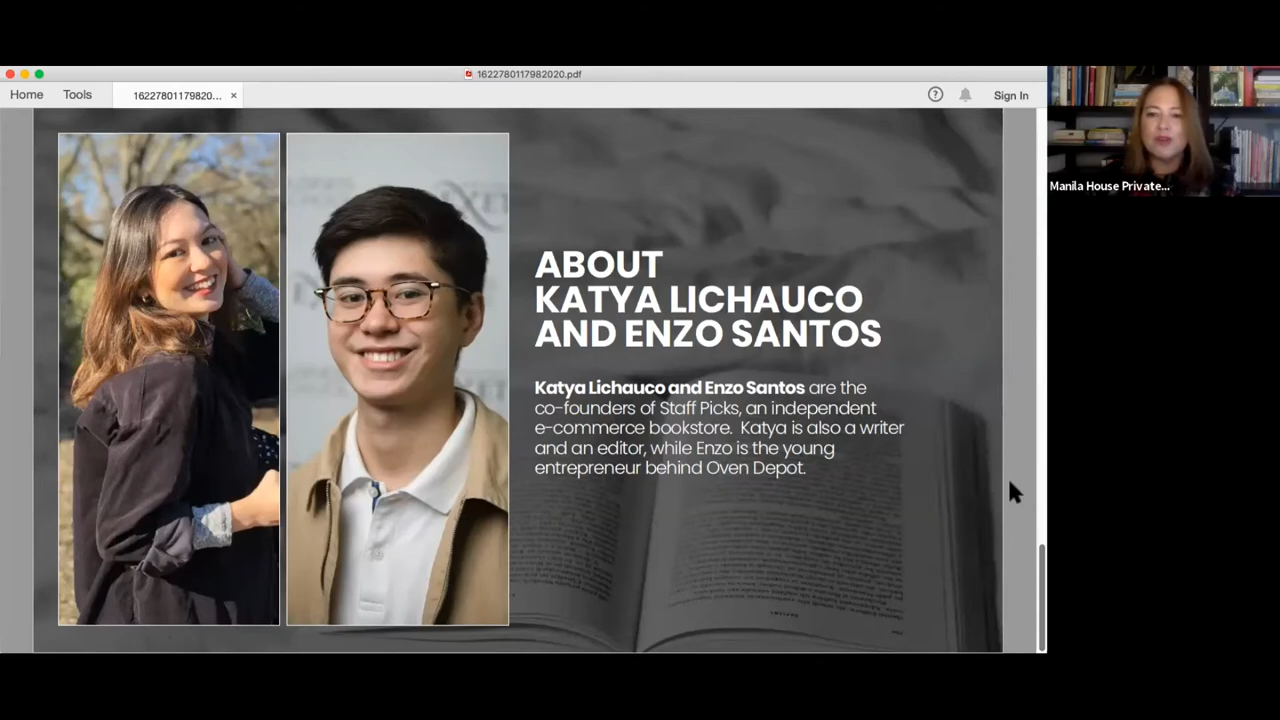 1622780117982020.pdf
Home
Tools
16227801179820...
×
?
Sign In
Manila House Private...
ABOUT
KATYA LICHAUCO
AND ENZO SANTOS
Katya Lichauco and Enzo Santos are the
co-founders of Staff Picks, an independent
e-commerce bookstore. Katya is also a writer
and an editor, while Enzo is the young
entrepreneur behind Oven Depot.